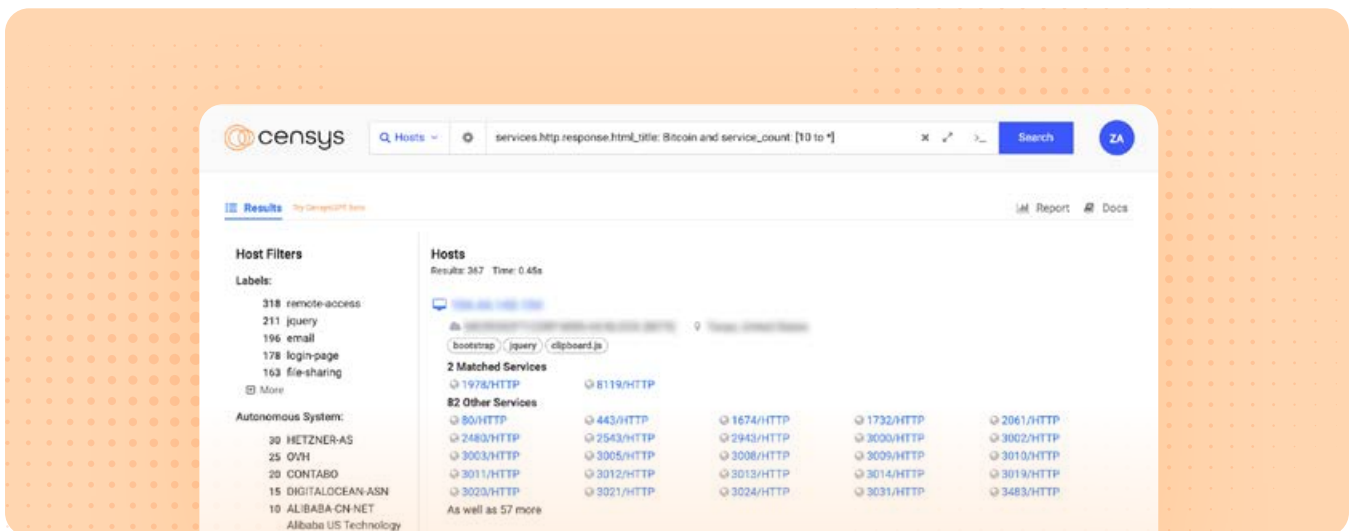 censys
Hosts
services.http.response.html_title: Bitcoin and service_count: [10 to *]
>_
Search
ZA
Results
Try CensysGPT Beta
Report
Docs
Host Filters
Labels:
318 remote-access
211 jquery
196 email
178 login-page
163 file-sharing
More
Autonomous System:
30 HETZNER-AS
25 OVH
20 CONTABO
15 DIGITALOCEAN-ASN
10 ALIBABA-CN-NET
Alibaba US Technology
Hosts
Results: 267 Time: 0.45s
bootstrap jquery clipboard.js
2 Matched Services
1978/HTTP 8119/HTTP
82 Other Services
80/HTTP 443/HTTP 1674/HTTP 1732/HTTP 2061/HTTP
2480/HTTP 2543/HTTP 2943/HTTP 3000/HTTP 3002/HTTP
3003/HTTP 3005/HTTP 3008/HTTP 3009/HTTP 3010/HTTP
3011/HTTP 3012/HTTP 3013/HTTP 3014/HTTP 3019/HTTP
3020/HTTP 3021/HTTP 3024/HTTP 3031/HTTP 3483/HTTP
As well as 57 more